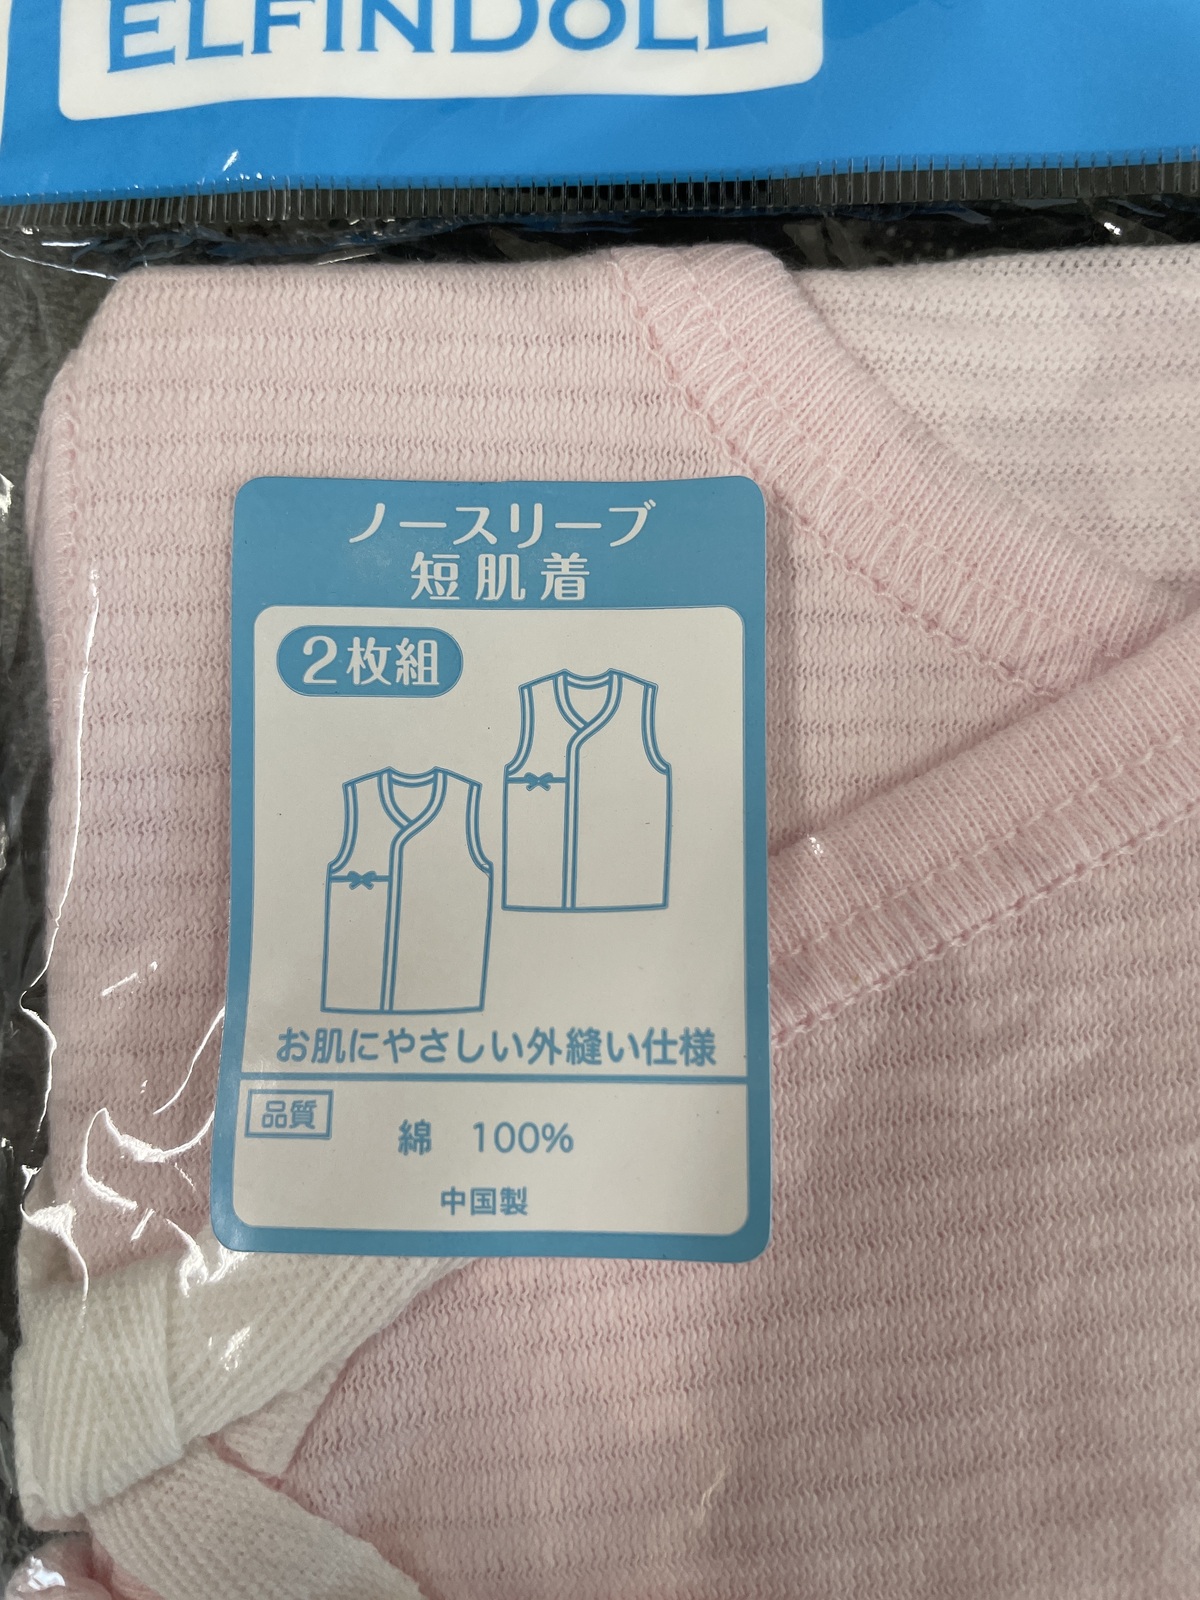 ELFINDOLL
ノースリーブ
短肌着
2枚組
お肌にやさしい外縫い仕様
品質
綿 100%
中国製